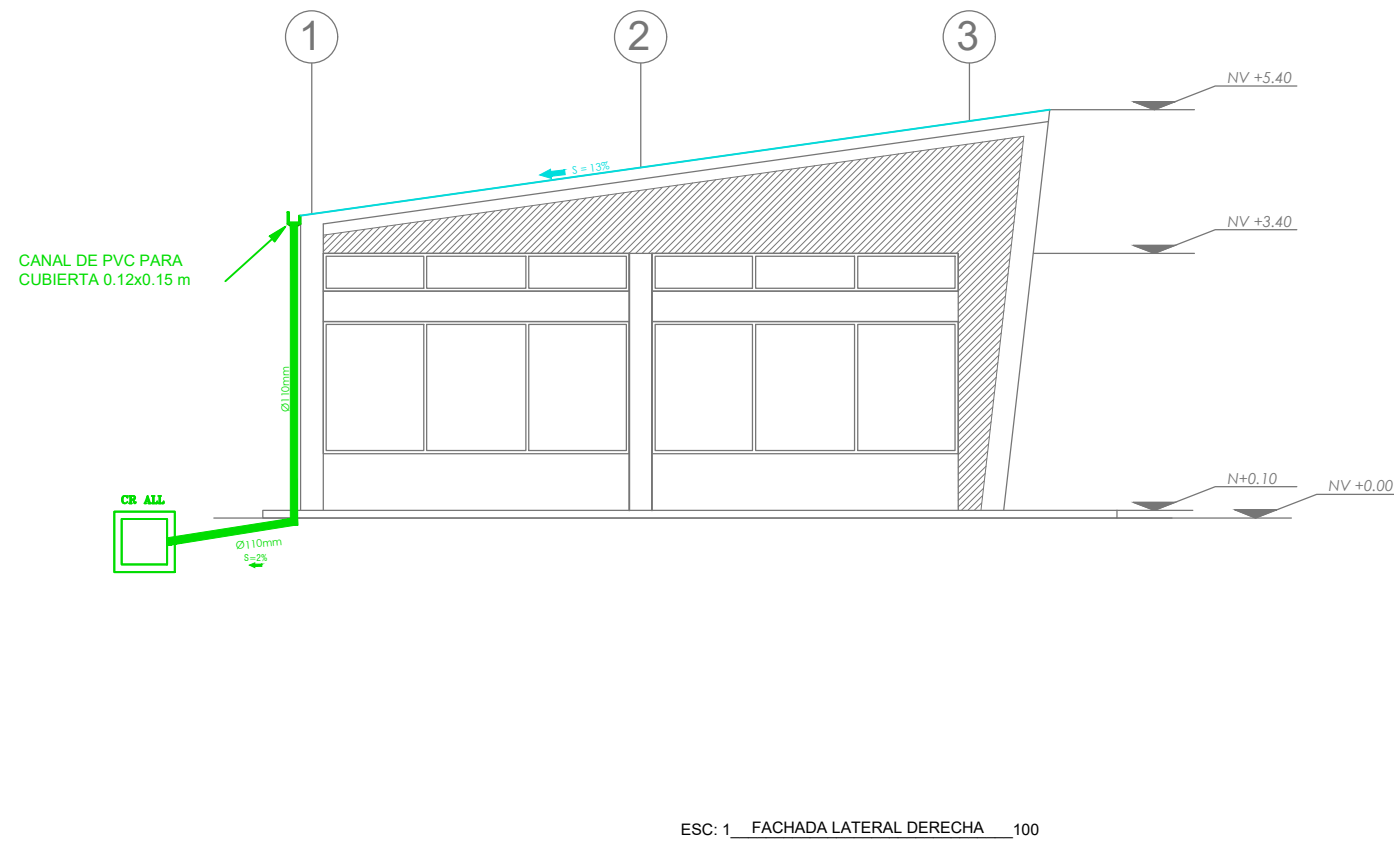 1
2
3
NV +5.40
S = 13%
NV +3.40
CANAL DE PVC PARA
CUBIERTA 0.12x0.15 m
Ø110mm
CR ALL
N+0.10
NV +0.00
Ø110mm
S=2%
ESC: 1 FACHADA LATERAL DERECHA 100